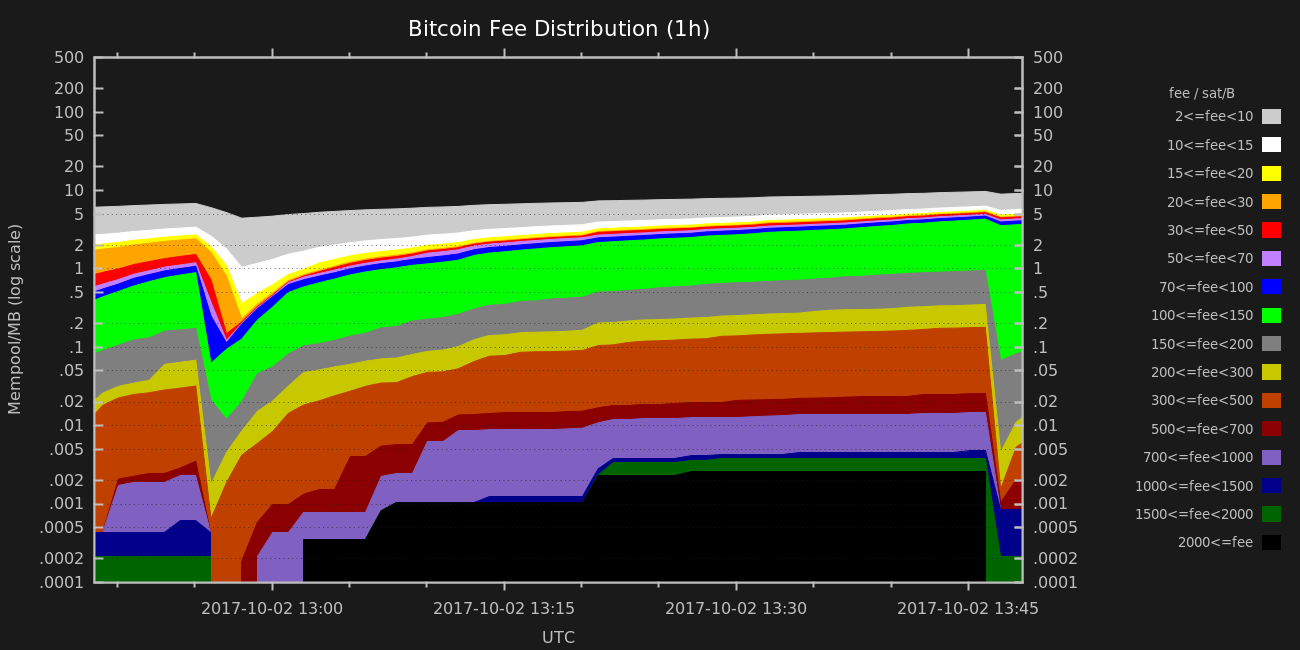 Bitcoin Fee Distribution (1h)
500 500
200 200
100 100
50 50
20 20
10 10
5 5
2 2
1 1
.5 .5
.2 .2
.1 .1
.05 .05
.02 .02
.01 .01
.005 .005
.002 .002
.001 .001
.0005 .0005
.0002 .0002
.0001 .0001
Mempool/MB (log scale)
2017-10-02 13:00 2017-10-02 13:15 2017-10-02 13:30 2017-10-02 13:45
UTC
fee / sat/B
2<=fee<10
10<=fee<15
15<=fee<20
20<=fee<30
30<=fee<50
50<=fee<70
70<=fee<100
100<=fee<150
150<=fee<200
200<=fee<300
300<=fee<500
500<=fee<700
700<=fee<1000
1000<=fee<1500
1500<=fee<2000
2000<=fee